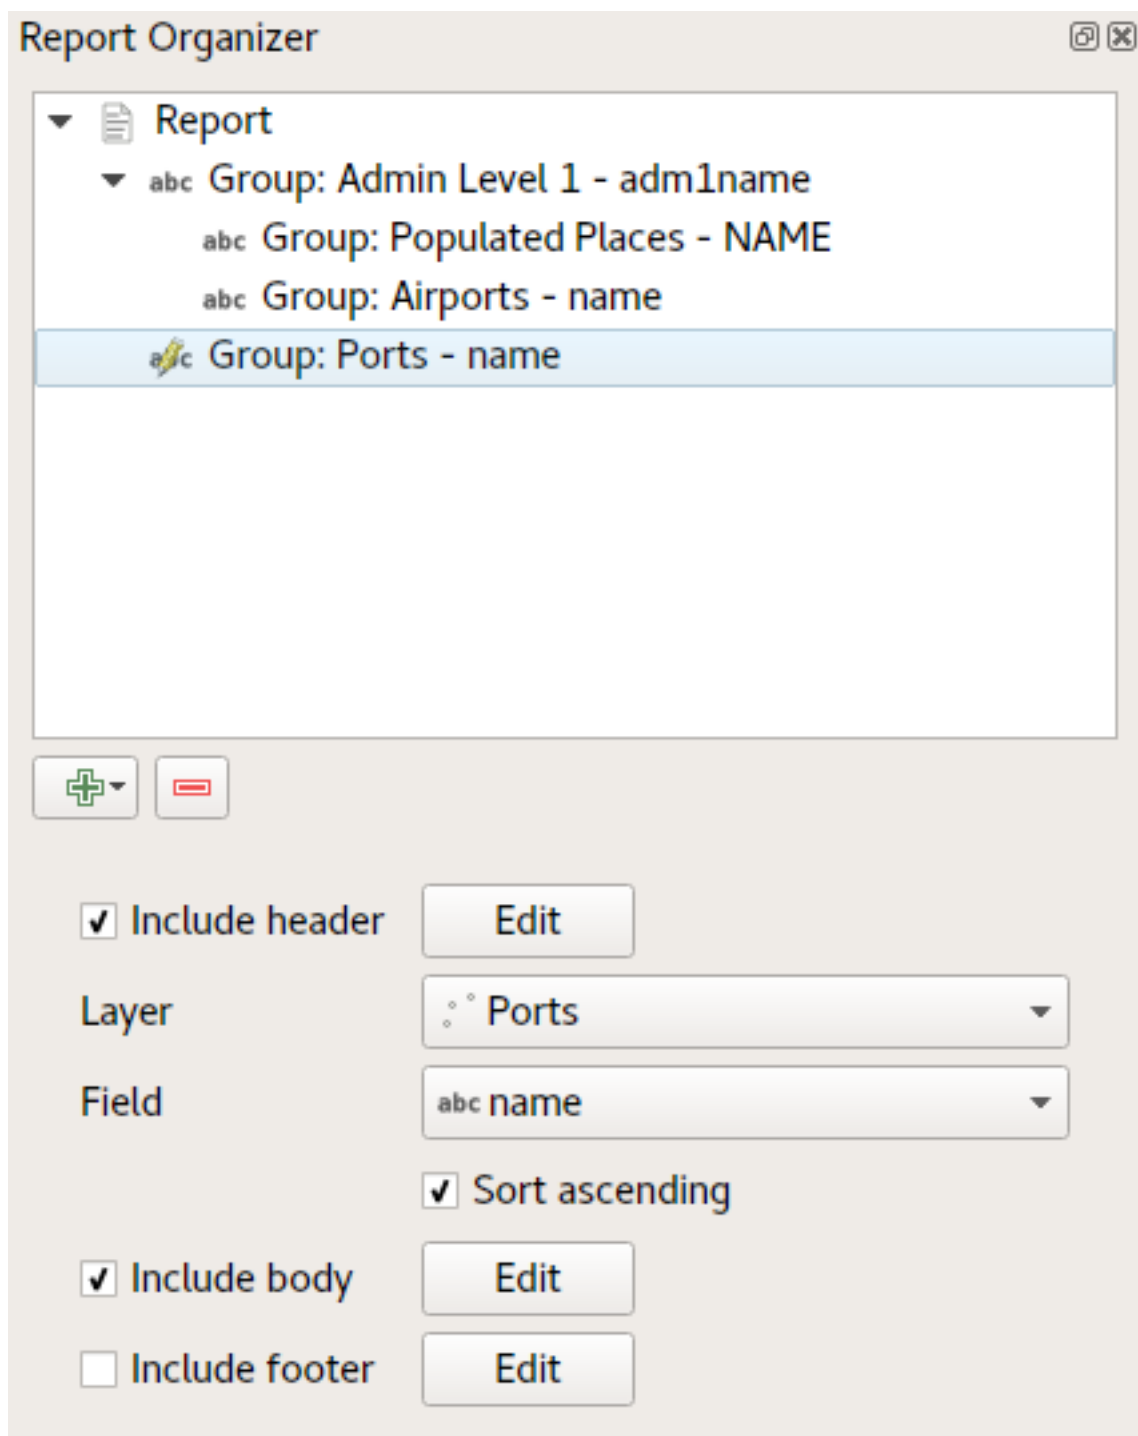 Report Organizer
Report
abc Group: Admin Level 1 - adm1name
abc Group: Populated Places - NAME
abc Group: Airports - name
abc Group: Ports - name
Include header Edit
Layer Ports
Field abc name
Sort ascending
Include body Edit
Include footer Edit